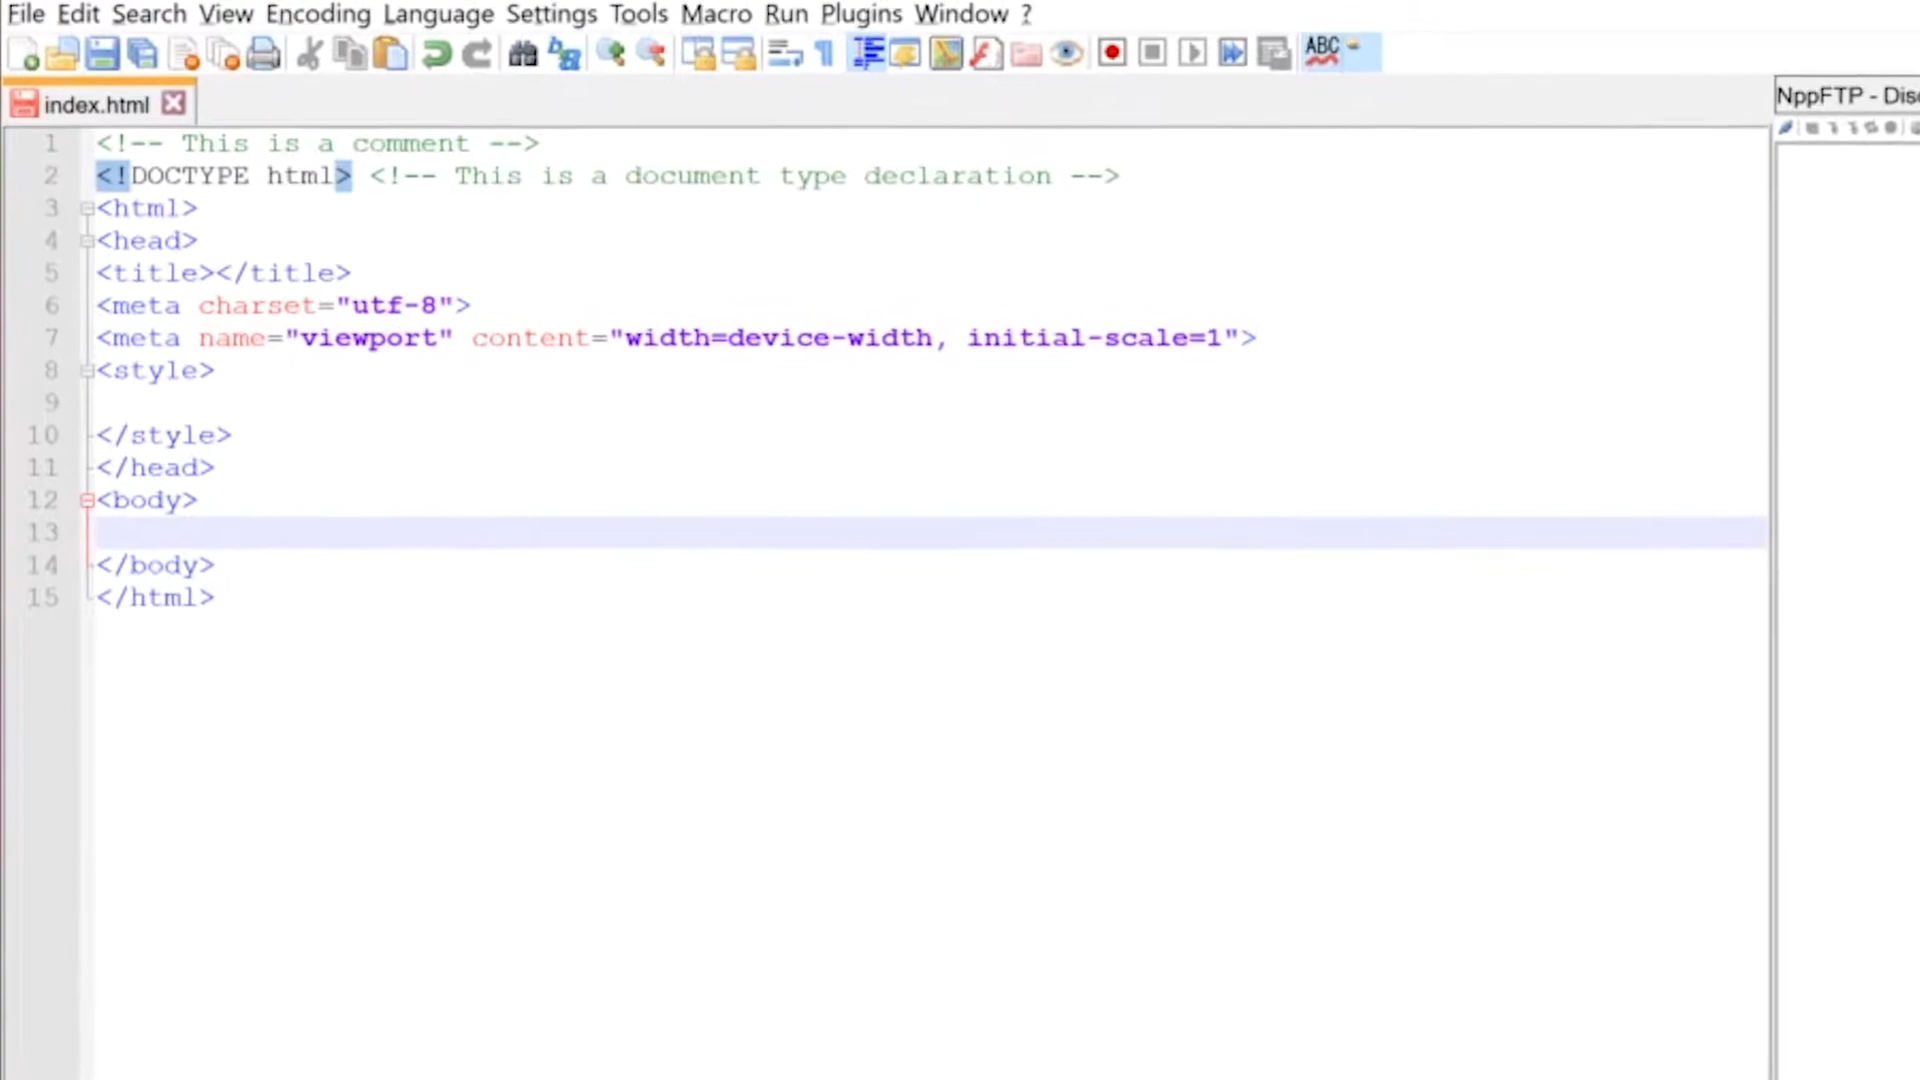 File Edit Search View Encoding Language Settings Tools Macro Run Plugins Window ?
ABC
index.html
NppFTP - Disc
1 <!-- This is a comment -->
2 <!DOCTYPE html> <!-- This is a document type declaration -->
3 <html>
4 <head>
5 <title></title>
6 <meta charset="utf-8">
7 <meta name="viewport" content="width=device-width, initial-scale=1">
8 <style>
9
10 </style>
11 </head>
12 <body>
13
14 </body>
15 </html>